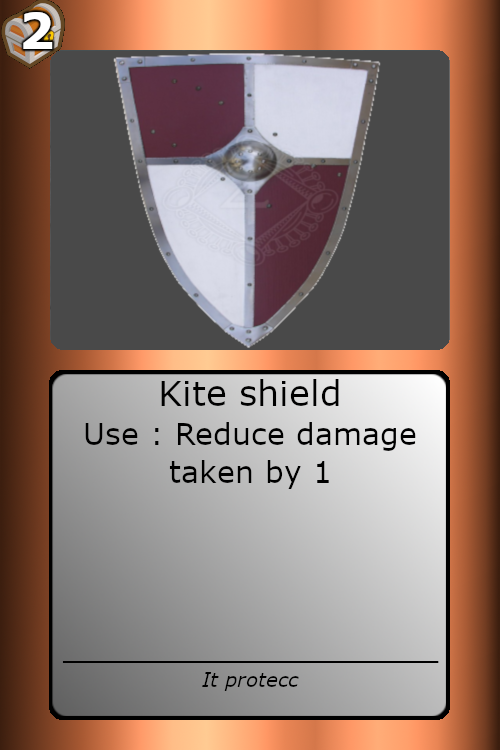 2
Kite shield
Use : Reduce damage
taken by 1
It protecc